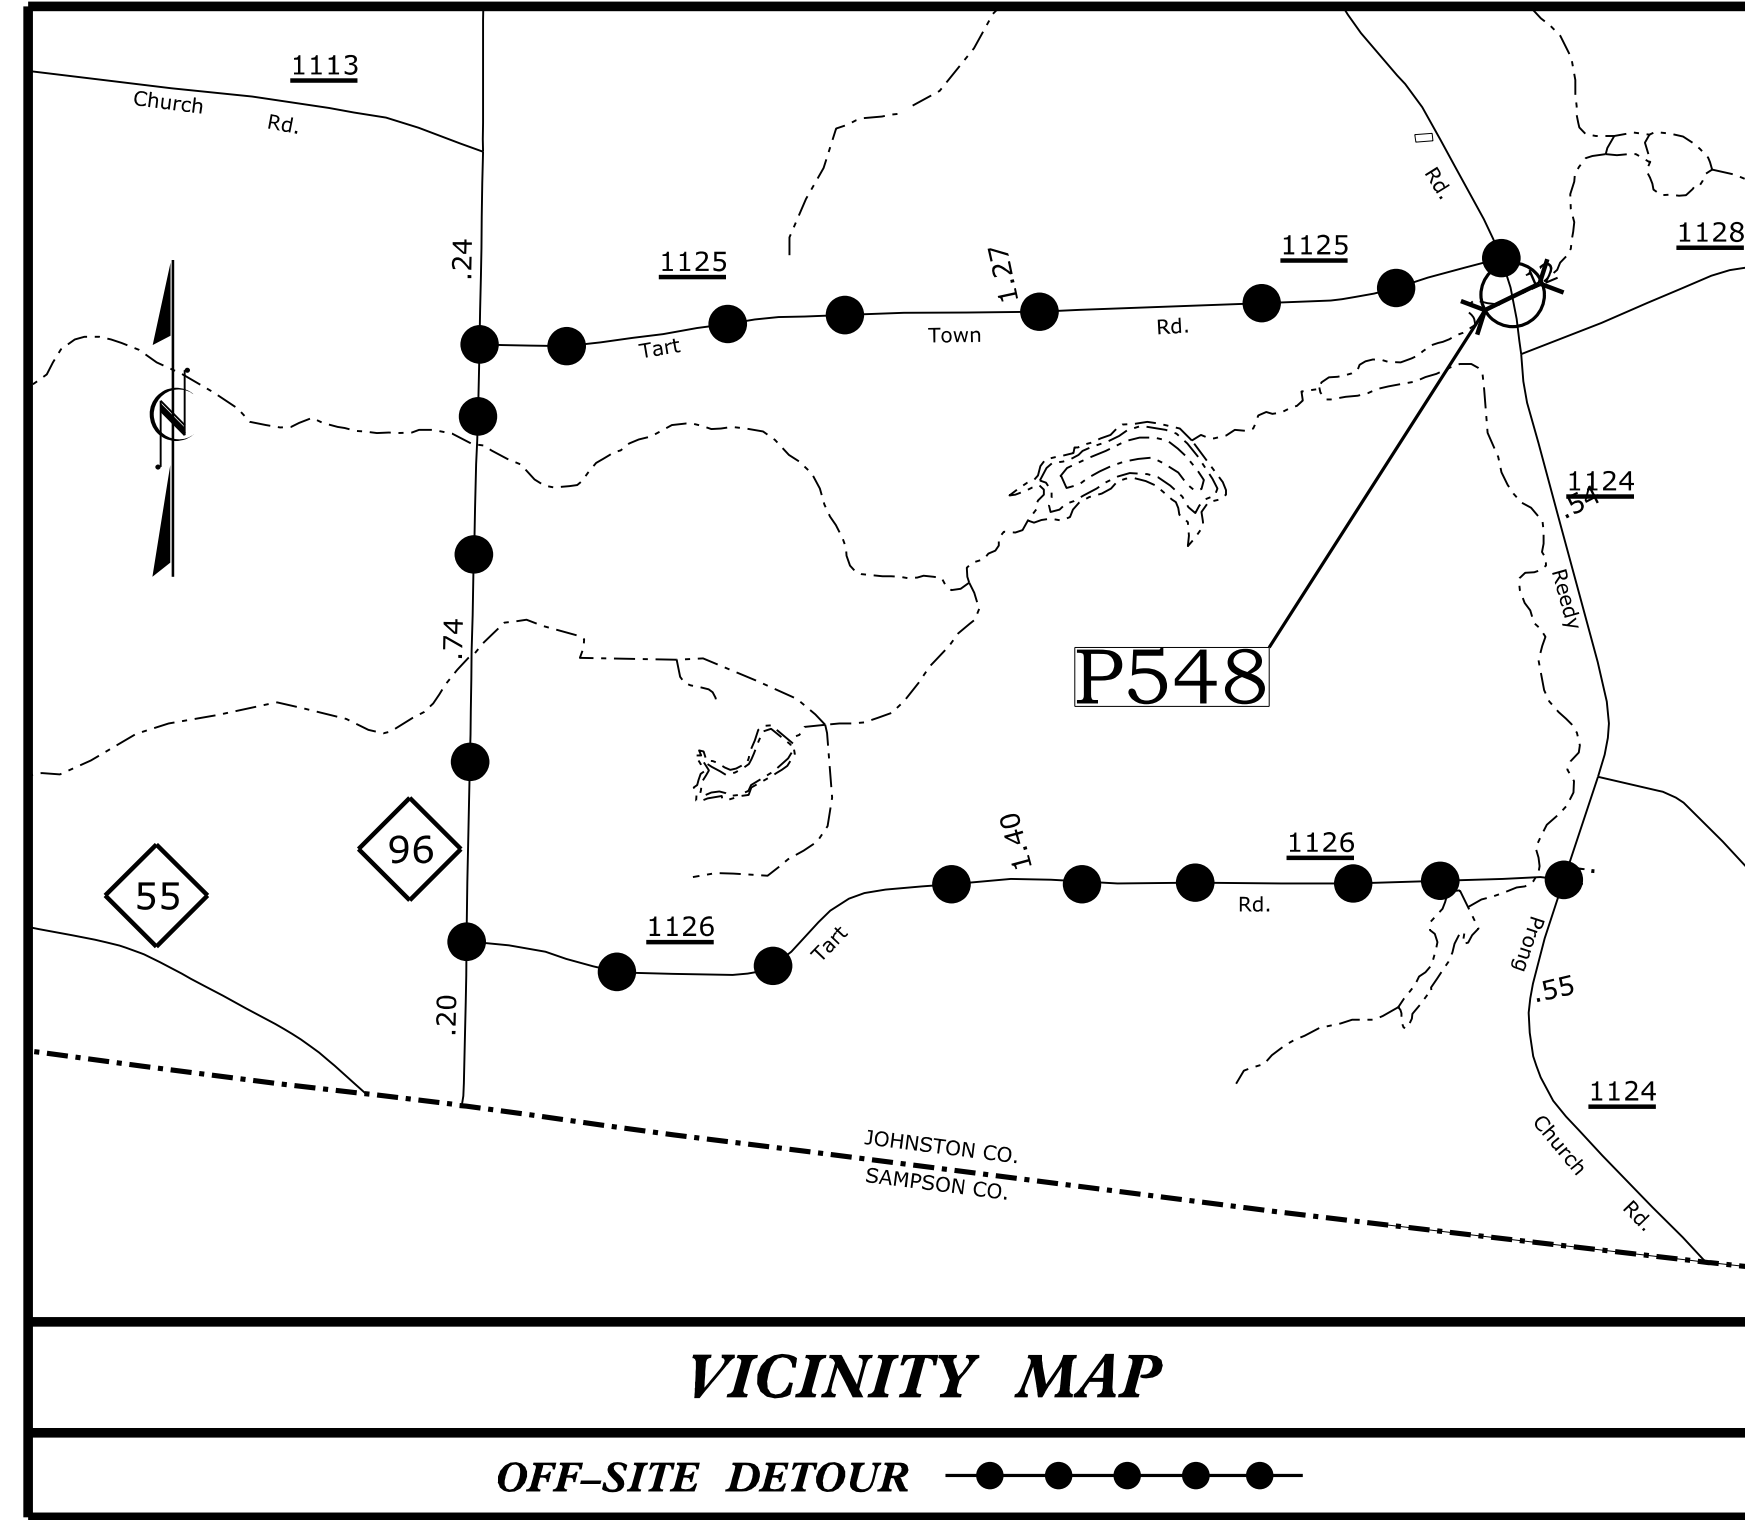 1113
Church
Rd.
Rd.
1128
.24
1125
1.27
1125
Tart
Town
Rd.
N
1124
.54
Reedy
.74
P548
96
55
1.40
1126
Rd.
1126
Tart
Prong
.55
.20
1124
Church
Rd.
JOHNSTON CO.
SAMPSON CO.
VICINITY MAP
OFF–SITE DETOUR